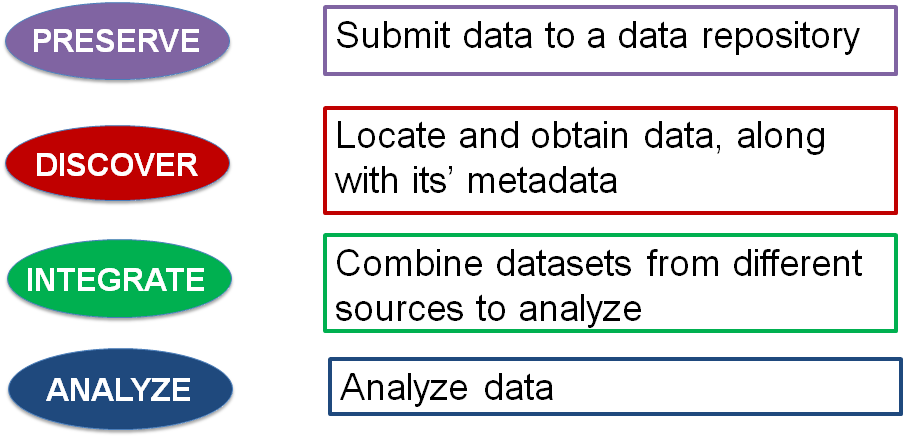 PRESERVE
Submit data to a data repository
DISCOVER
Locate and obtain data, along
with its’ metadata
INTEGRATE
Combine datasets from different
sources to analyze
ANALYZE
Analyze data